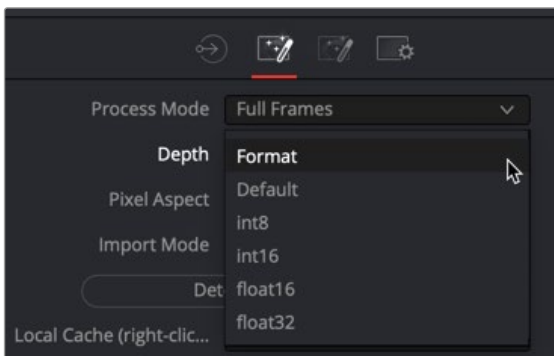 Process Mode Full Frames
Depth Format
Default
Pixel Aspect
int8
Import Mode
int16
Det float16
float32
Local Cache (right-clic...